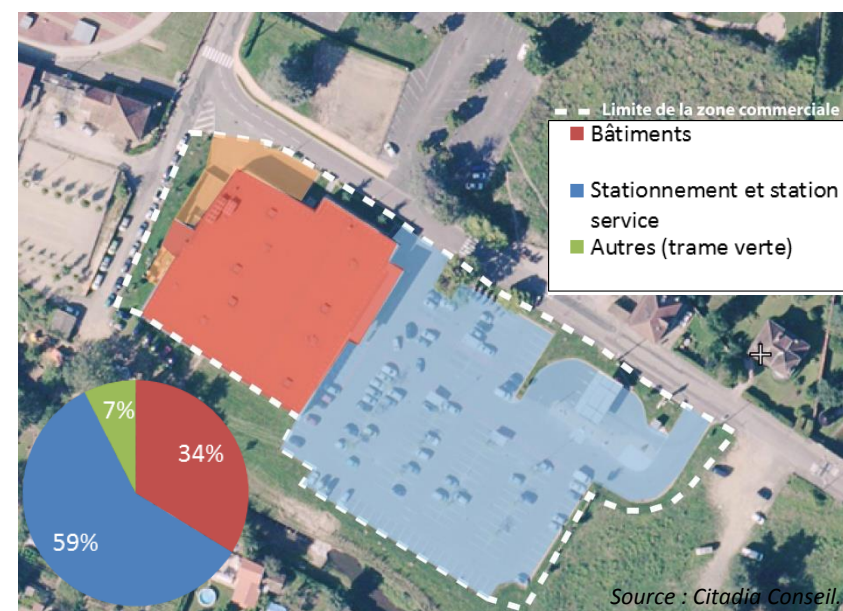 Limite de la zone commerciale
Bâtiments
Stationnement et station
service
Autres (trame verte)
7%
34%
59%
Source : Citadia Conseil.